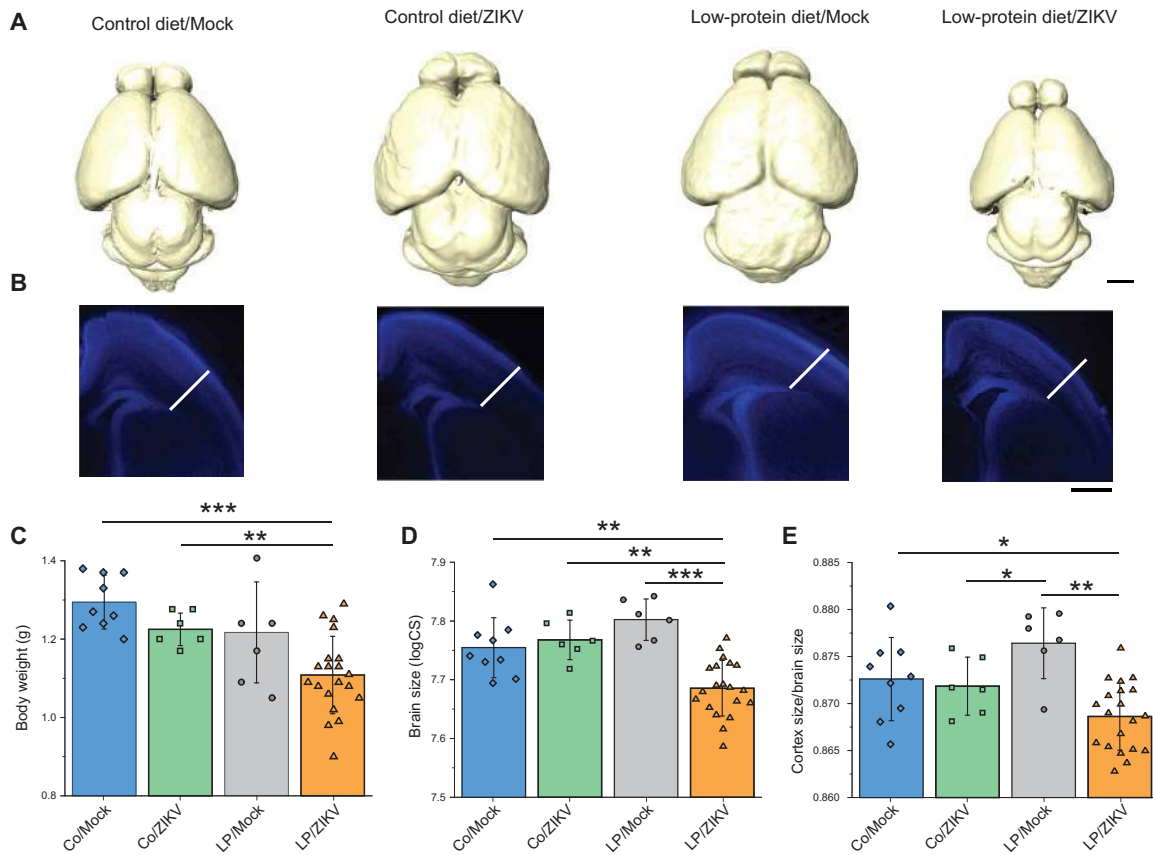 A
Control diet/Mock
Control diet/ZIKV
Low-protein diet/Mock
Low-protein diet/ZIKV
B
C
***
**
Body weight (g)
1.4
1.2
1.0
0.8
Co/Mock
Co/ZIKV
LP/Mock
LP/ZIKV
D
**
**
***
Brain size (logCS)
7.9
7.8
7.7
7.6
7.5
Co/Mock
Co/ZIKV
LP/Mock
LP/ZIKV
E
*
*
**
Cortex size/brain size
0.880
0.875
0.870
0.865
0.860
0.880
Co/Mock
Co/ZIKV
LP/Mock
LP/ZIKV